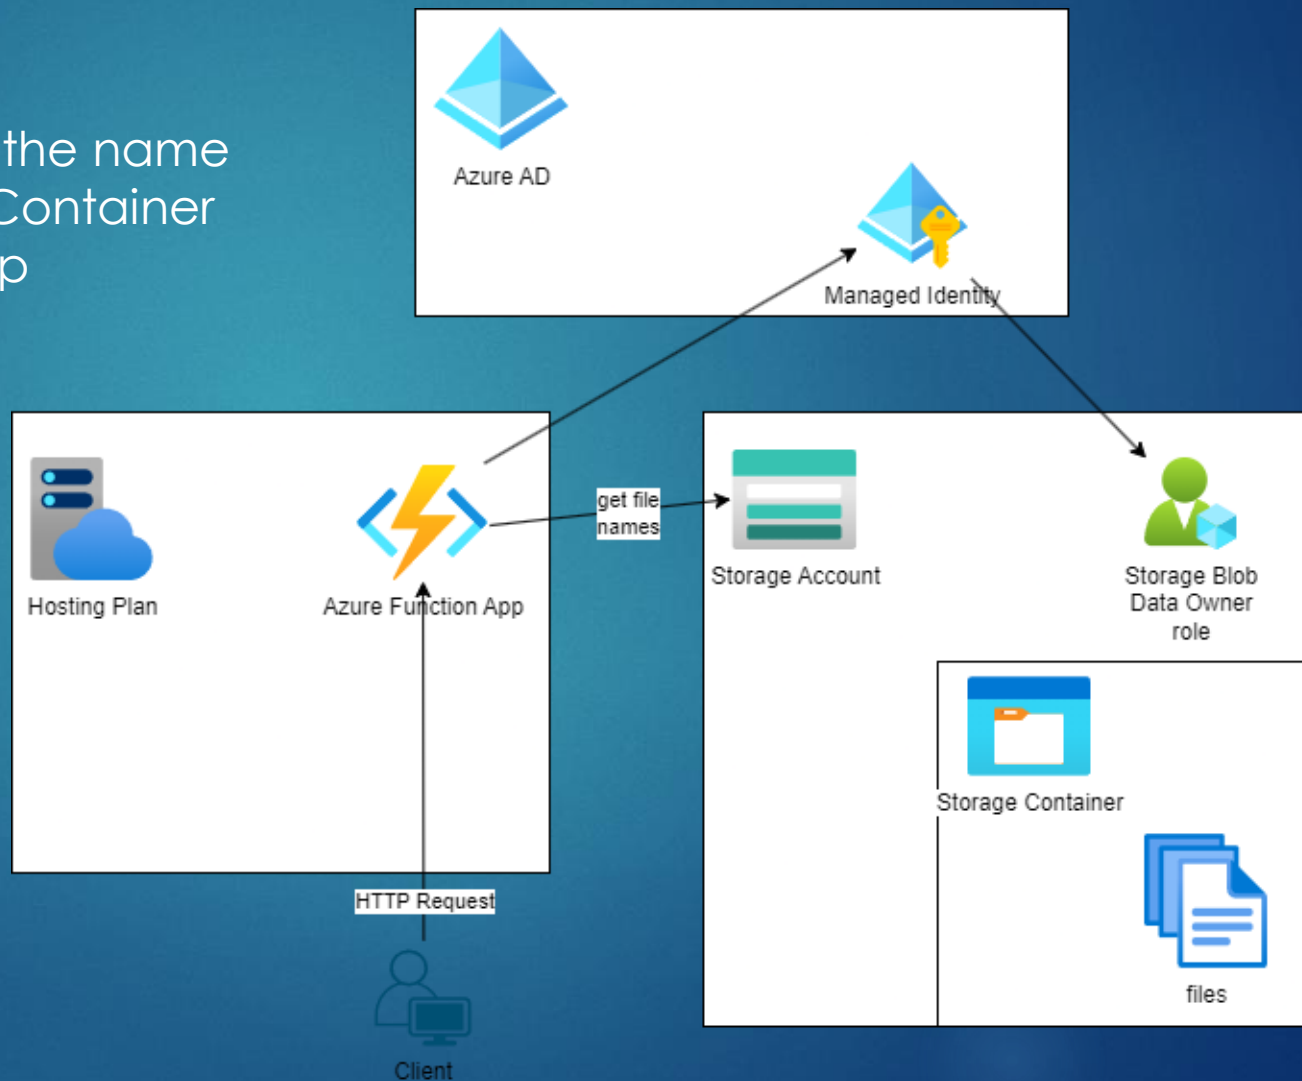 the name
Container
p
Azure AD
Managed Identity
Hosting Plan
Azure Function App
get file
names
Storage Account
Storage Blob
Data Owner
role
Storage Container
files
HTTP Request
Client